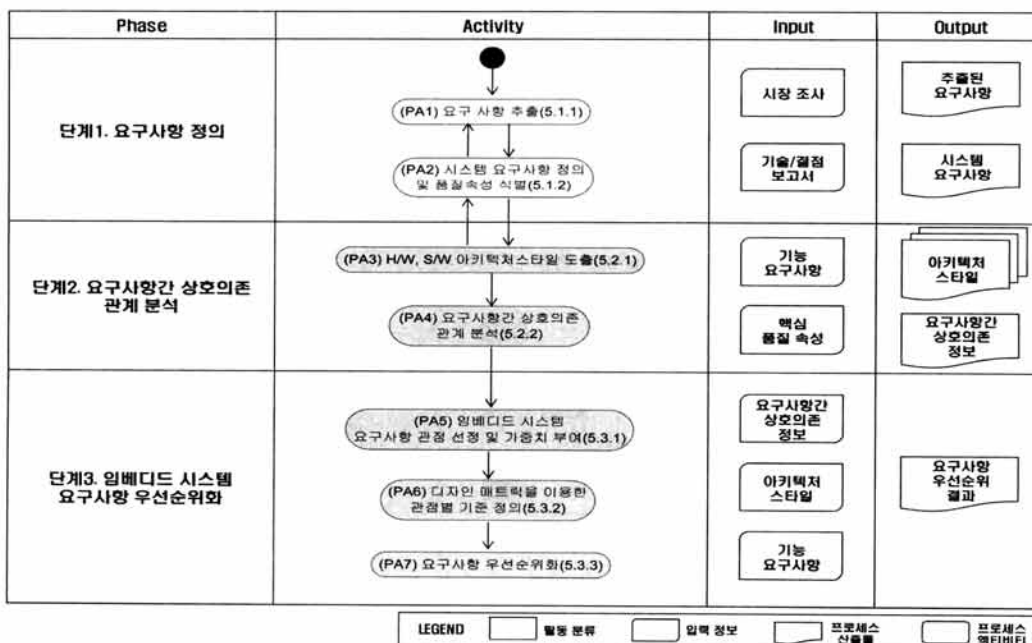 Phase
Activity
Input
Output
단계1. 요구사항 정의
(PA1) 요구 사항 추출(5.1.1)
(PA2) 시스템 요구사항 정의
및 품질속성 식별(5.1.2)
시장 조사
기술/결점
보고서
추출된
요구사항
시스템
요구사항
단계2. 요구사항간 상호의존
관계 분석
(PA3) H/W, S/W 아키텍처스타일 도출(5.2.1)
(PA4) 요구사항간 상호의존
관계 분석(5.2.2)
기능
요구사항
핵심
품질 속성
아키텍처
스타일
요구사항간
상호의존
정보
단계3. 임베디드 시스템
요구사항 우선순위화
(PA5) 임베디드 시스템
요구사항 관점 선정 및 가중치 부여(5.3.1)
(PA6) 디자인 매트릭을 이용한
관점별 기준 정의(5.3.2)
(PA7) 요구사항 우선순위화(5.3.3)
요구사항간
상호의존
정보
아키텍처
스타일
기능
요구사항
요구사항
우선순위
결과
LEGEND
활동 분류
입력 정보
프로세스
산출물
프로세스
액티비티